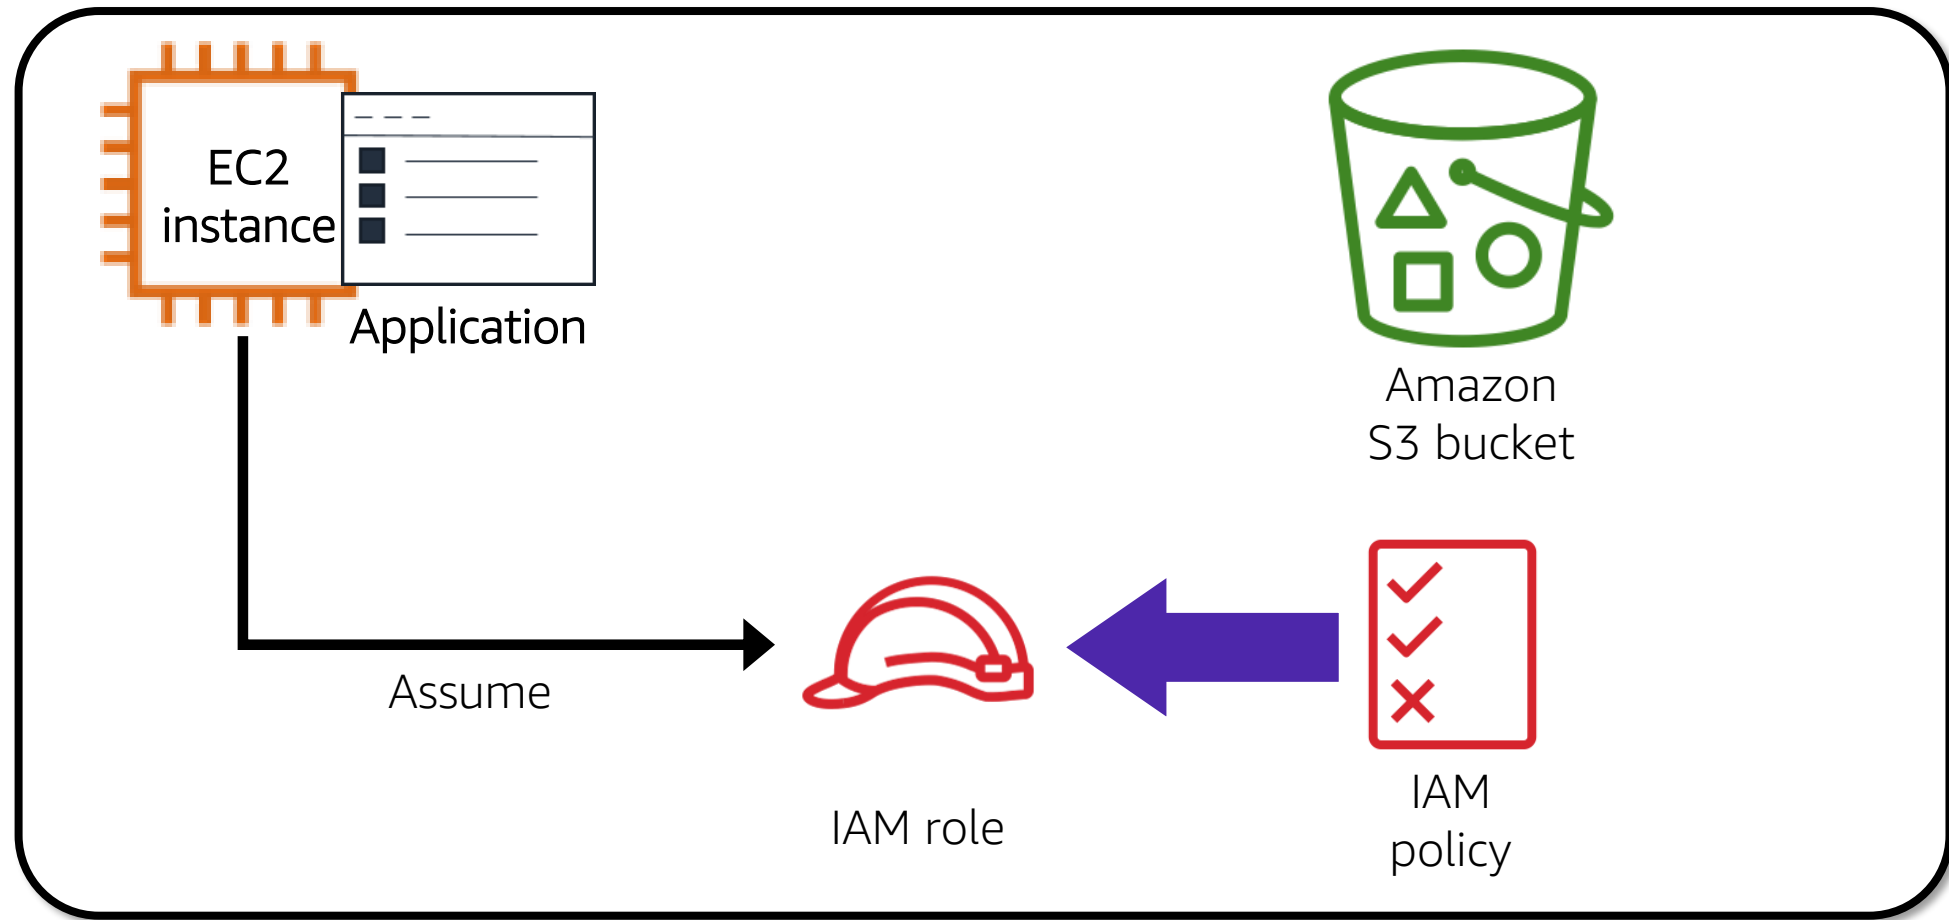 EC2
instance
Application
Amazon
S3 bucket
Assume
IAM role
IAM
policy